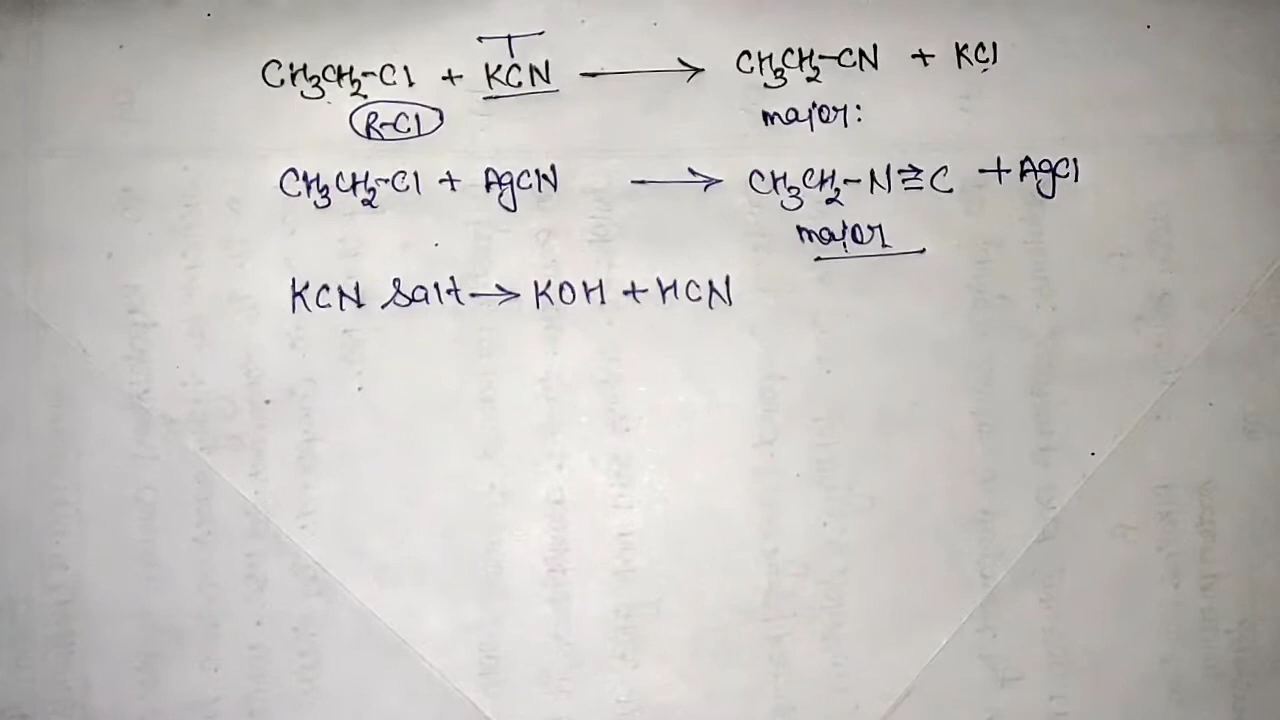 CH₃CH₂-Cl + KCN ⟶ CH₃CH₂-CN + KCl
R-Cl major:
CH₃CH₂-Cl + AgCN ⟶ CH₃CH₂-N≡C + AgCl
major
KCN Salt → KOH + HCN